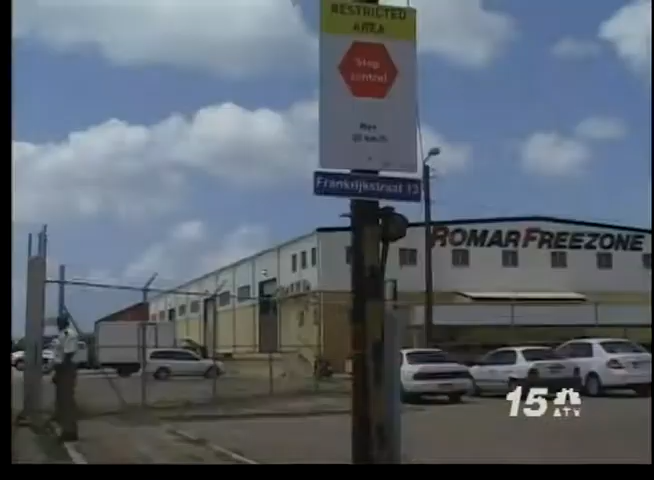 RESTRICTED
AREA
Stop
control
Max
Frankrijkstraat 13
ROMAR FREEZONE
15 ATV